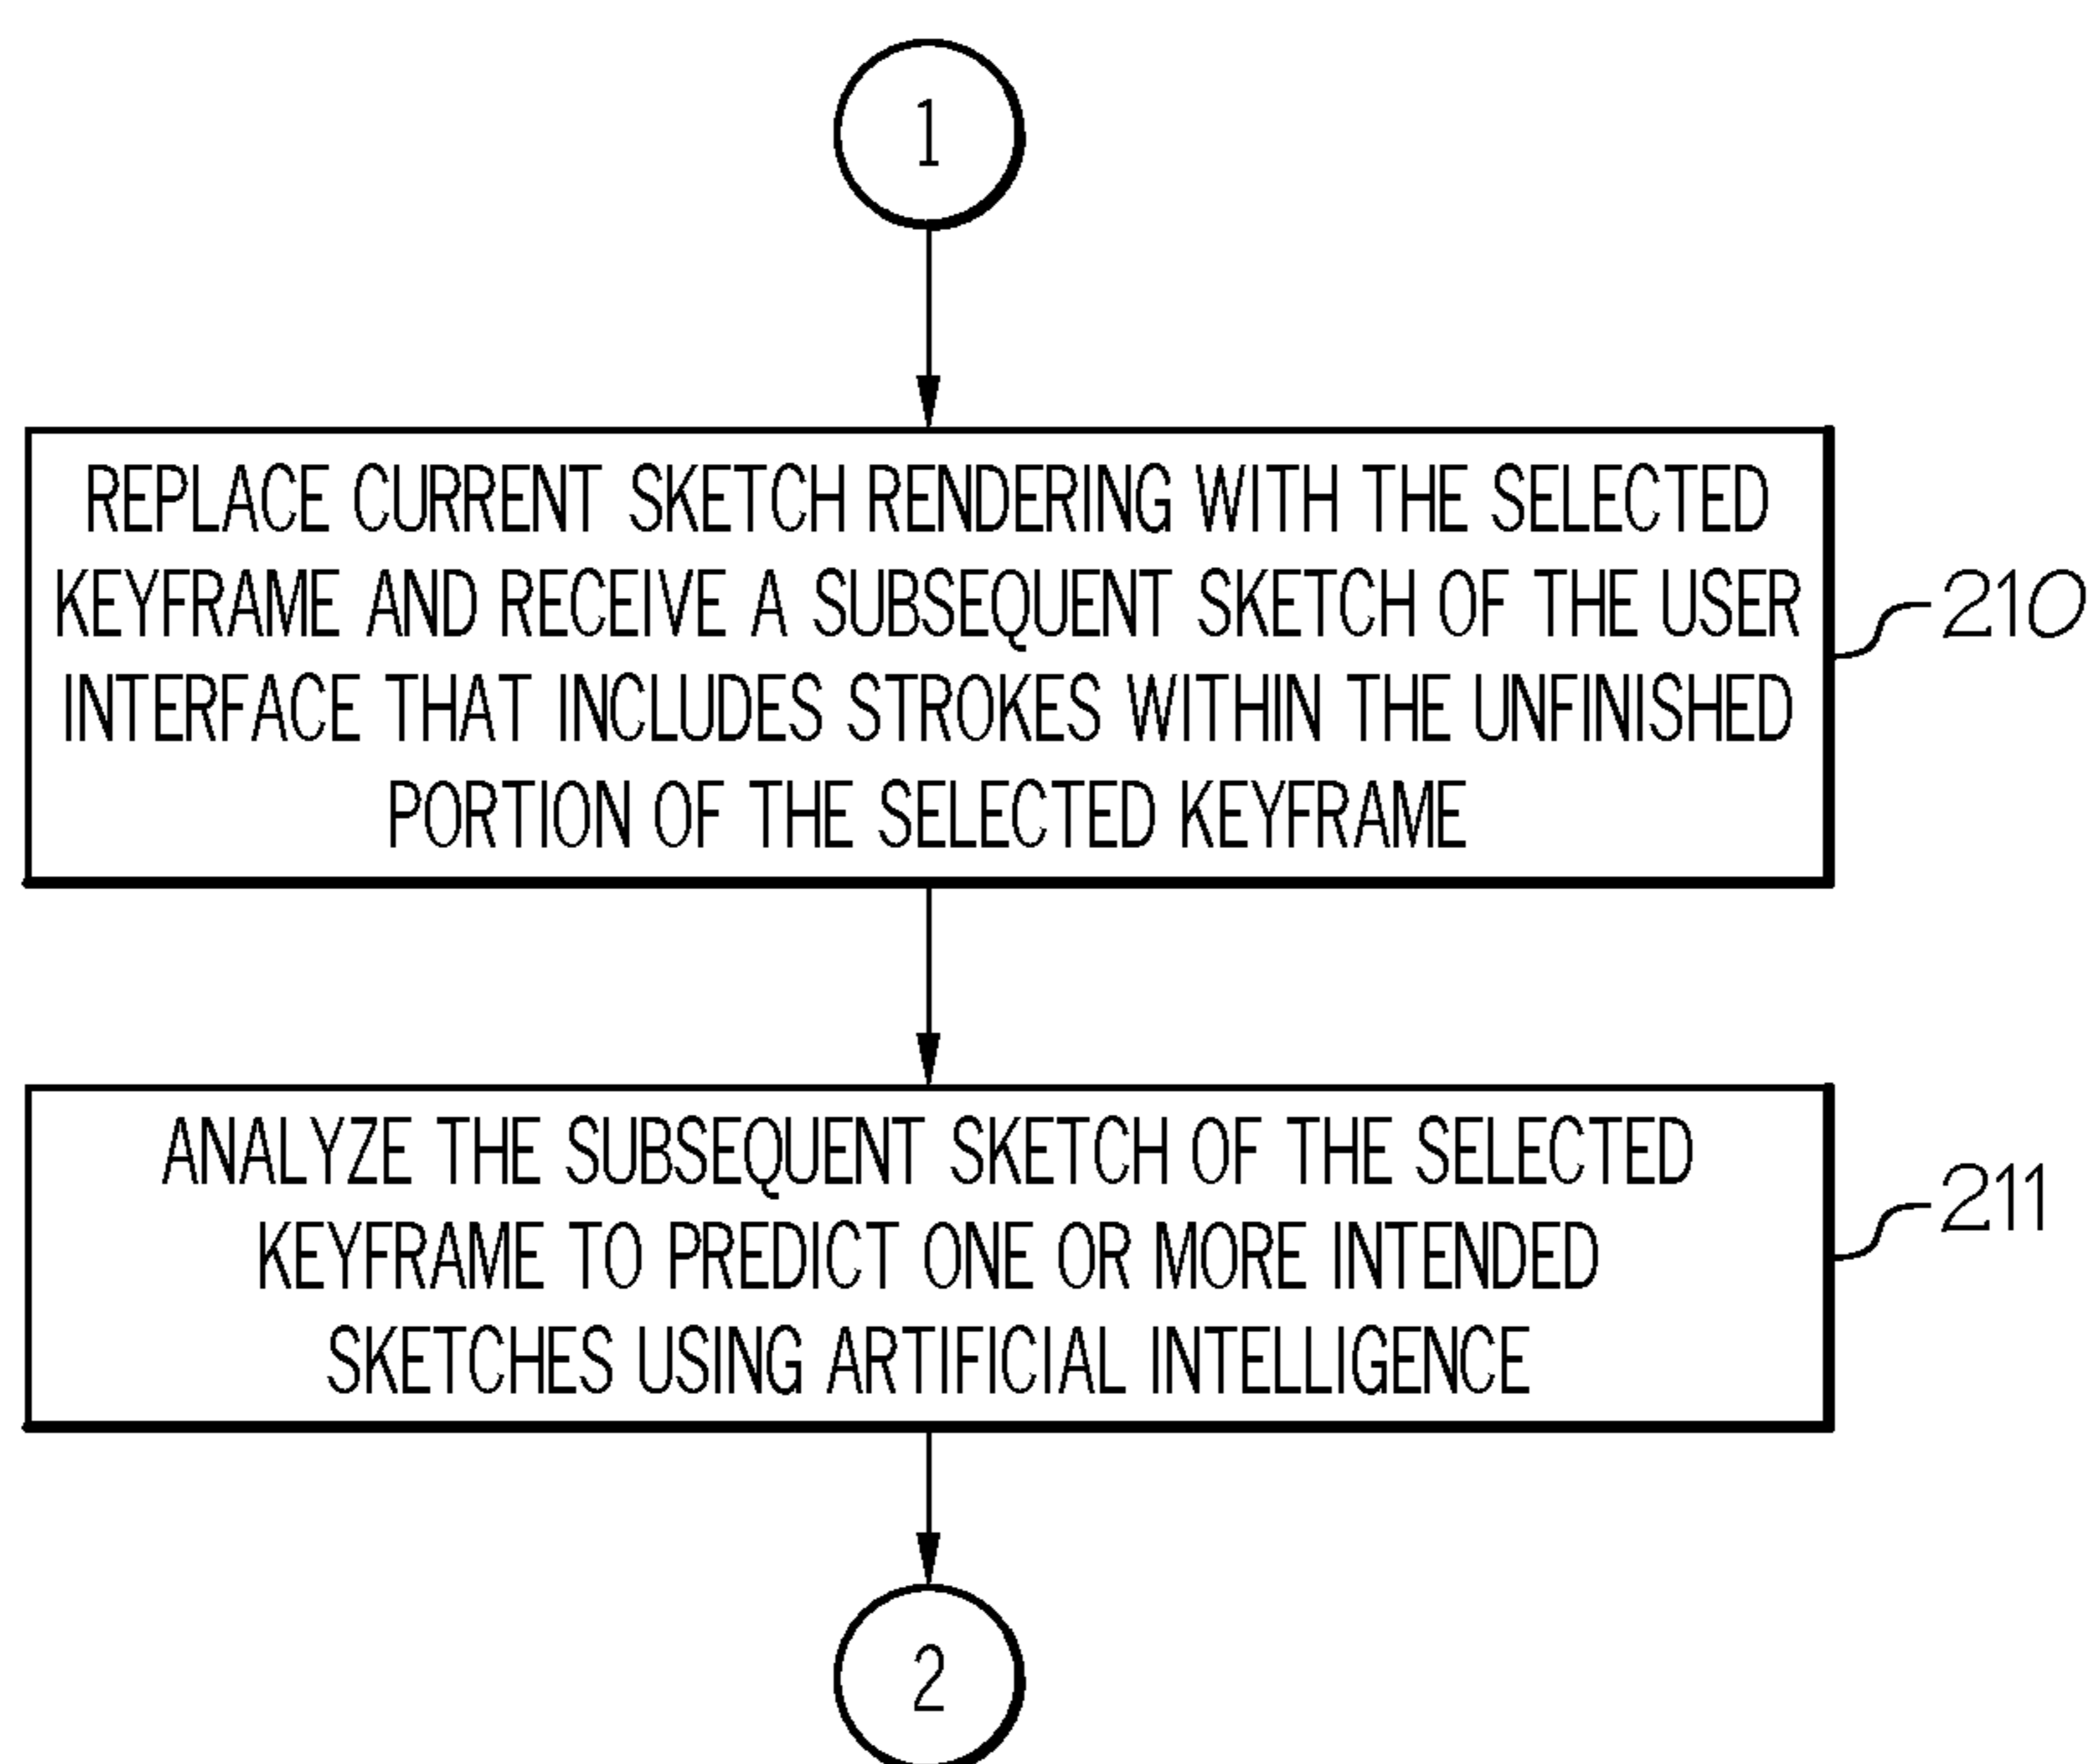 1
REPLACE CURRENT SKETCH RENDERING WITH THE SELECTED
KEYFRAME AND RECEIVE A SUBSEQUENT SKETCH OF THE USER
INTERFACE THAT INCLUDES STROKES WITHIN THE UNFINISHED
PORTION OF THE SELECTED KEYFRAME
210
ANALYZE THE SUBSEQUENT SKETCH OF THE SELECTED
KEYFRAME TO PREDICT ONE OR MORE INTENDED
SKETCHES USING ARTIFICIAL INTELLIGENCE
211
2